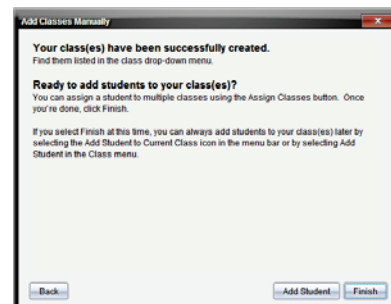 Add Classes Manually
Your class(es) have been successfully created.
Find them listed in the class drop-down menu.
Ready to add students to your class(es)?
You can assign a student to multiple classes using the Assign Classes button. Once
you're done, click Finish.
If you select Finish at this time, you can always add students to your class(es) later by
selecting the Add Student to Current Class icon in the menu bar or by selecting Add
Student in the Class menu.
Back
Add Student
Finish